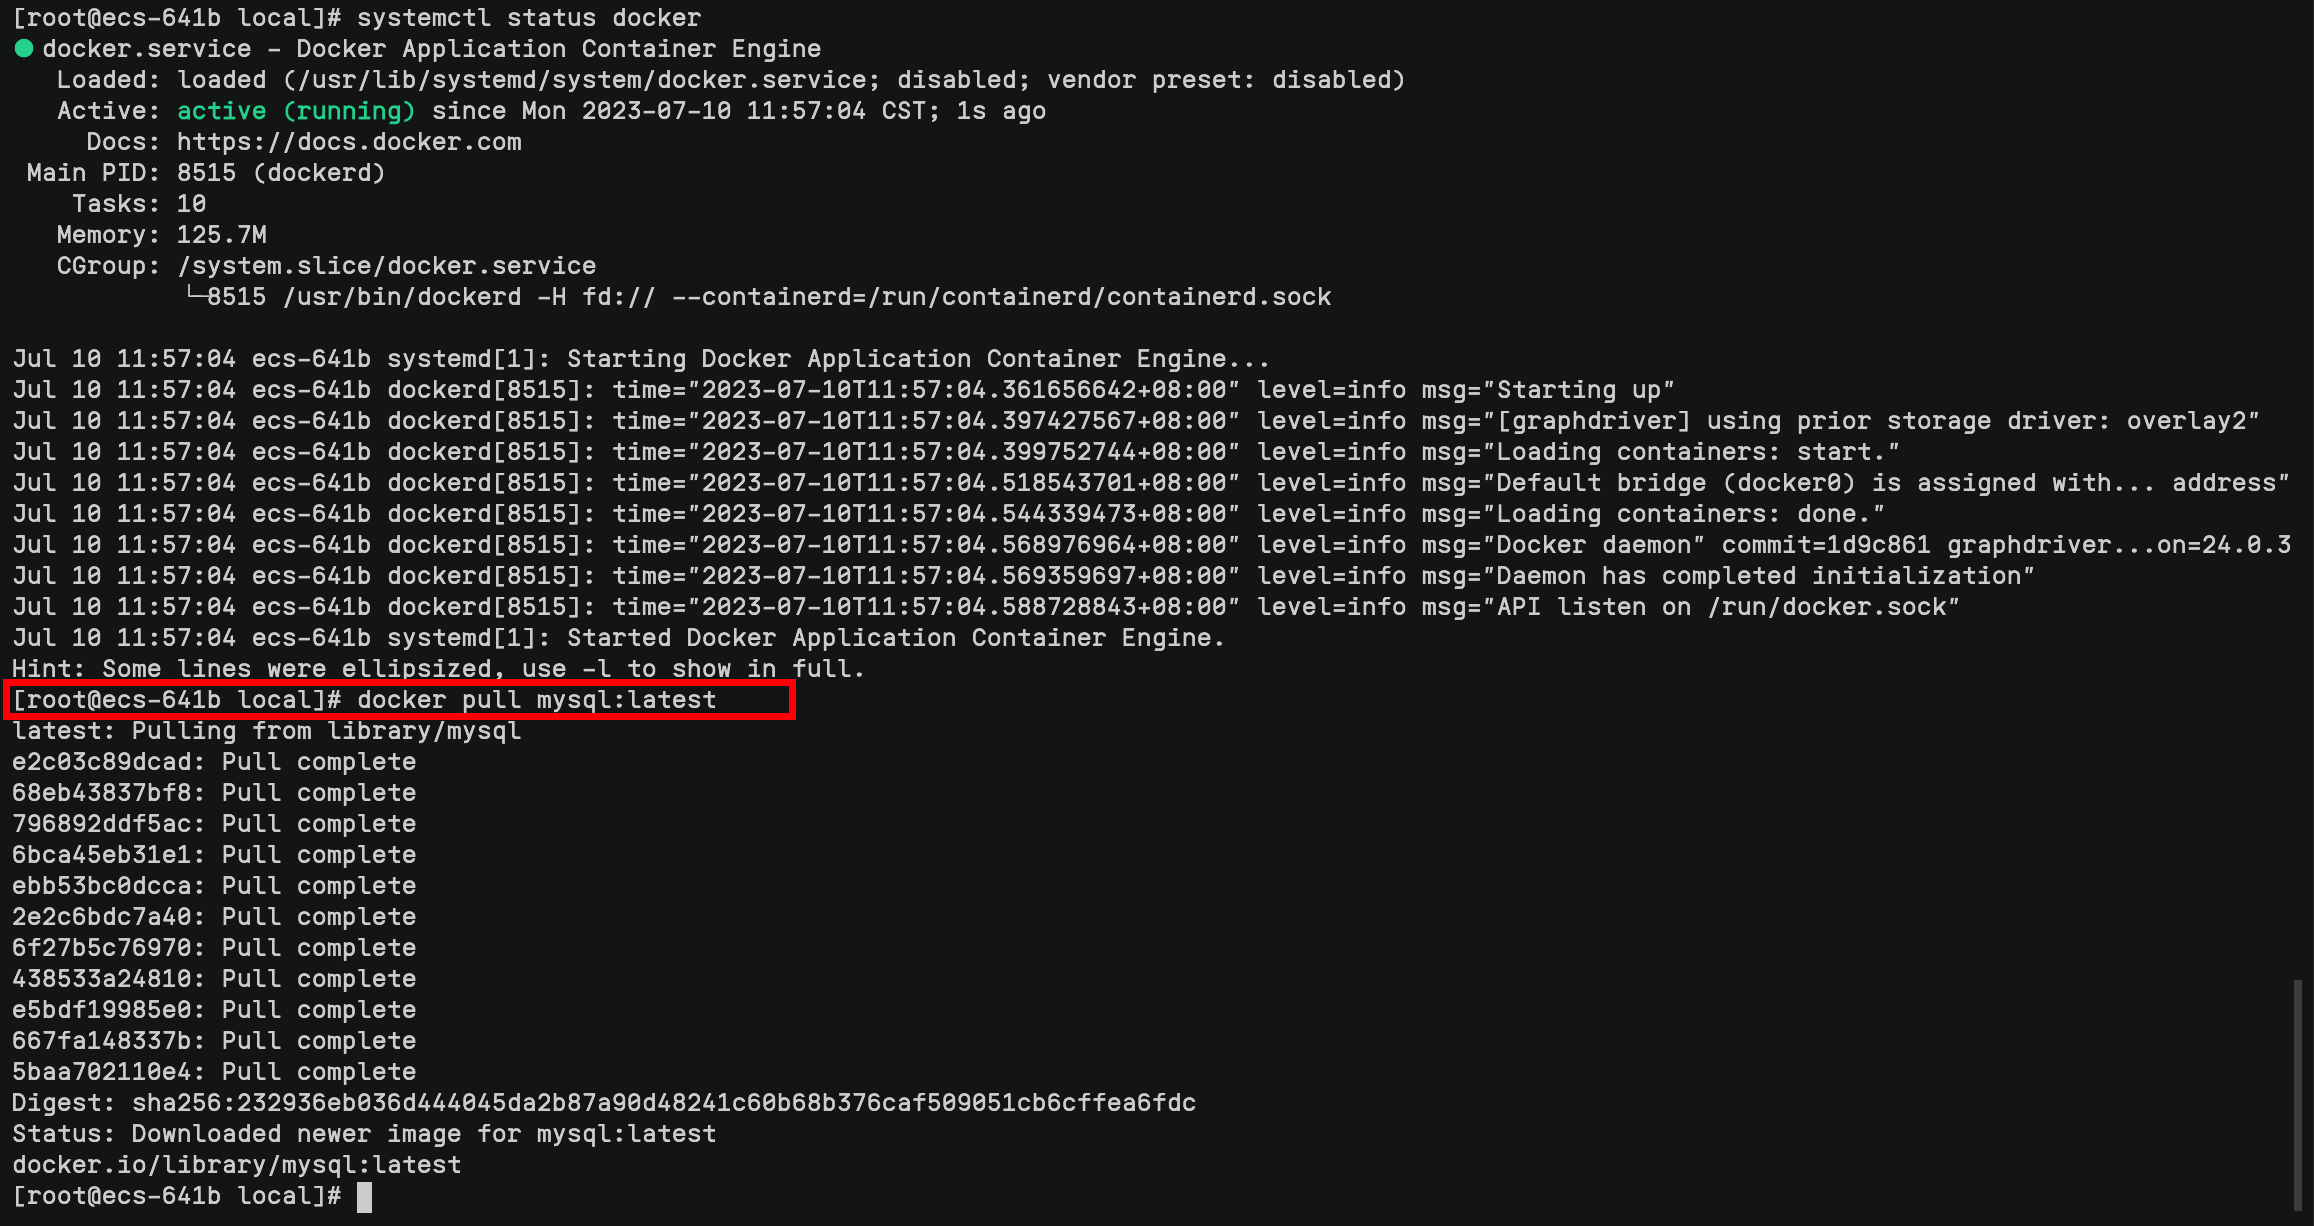 [root@ecs-641b local]# systemctl status docker
● docker.service - Docker Application Container Engine
   Loaded: loaded (/usr/lib/systemd/system/docker.service; disabled; vendor preset: disabled)
   Active: active (running) since Mon 2023-07-10 11:57:04 CST; 1s ago
     Docs: https://docs.docker.com
 Main PID: 8515 (dockerd)
    Tasks: 10
   Memory: 125.7M
   CGroup: /system.slice/docker.service
           └─8515 /usr/bin/dockerd -H fd:// --containerd=/run/containerd/containerd.sock

Jul 10 11:57:04 ecs-641b systemd[1]: Starting Docker Application Container Engine...
Jul 10 11:57:04 ecs-641b dockerd[8515]: time="2023-07-10T11:57:04.361656642+08:00" level=info msg="Starting up"
Jul 10 11:57:04 ecs-641b dockerd[8515]: time="2023-07-10T11:57:04.397427567+08:00" level=info msg="[graphdriver] using prior storage driver: overlay2"
Jul 10 11:57:04 ecs-641b dockerd[8515]: time="2023-07-10T11:57:04.399752744+08:00" level=info msg="Loading containers: start."
Jul 10 11:57:04 ecs-641b dockerd[8515]: time="2023-07-10T11:57:04.518543701+08:00" level=info msg="Default bridge (docker0) is assigned with... address"
Jul 10 11:57:04 ecs-641b dockerd[8515]: time="2023-07-10T11:57:04.544339473+08:00" level=info msg="Loading containers: done."
Jul 10 11:57:04 ecs-641b dockerd[8515]: time="2023-07-10T11:57:04.568976964+08:00" level=info msg="Docker daemon" commit=1d9c861 graphdriver...on=24.0.3
Jul 10 11:57:04 ecs-641b dockerd[8515]: time="2023-07-10T11:57:04.569359697+08:00" level=info msg="Daemon has completed initialization"
Jul 10 11:57:04 ecs-641b dockerd[8515]: time="2023-07-10T11:57:04.588728843+08:00" level=info msg="API listen on /run/docker.sock"
Jul 10 11:57:04 ecs-641b systemd[1]: Started Docker Application Container Engine.
Hint: Some lines were ellipsized, use -l to show in full.
[root@ecs-641b local]# docker pull mysql:latest
latest: Pulling from library/mysql
e2c03c89dcad: Pull complete
68eb43837bf8: Pull complete
796892ddf5ac: Pull complete
6bca45eb31e1: Pull complete
ebb53bc0dcca: Pull complete
2e2c6bdc7a40: Pull complete
6f27b5c76970: Pull complete
438533a24810: Pull complete
e5bdf19985e0: Pull complete
667fa148337b: Pull complete
5baa702110e4: Pull complete
Digest: sha256:232936eb036d444045da2b87a90d48241c60b68b376caf509051cb6cffea6fdc
Status: Downloaded newer image for mysql:latest
docker.io/library/mysql:latest
[root@ecs-641b local]#